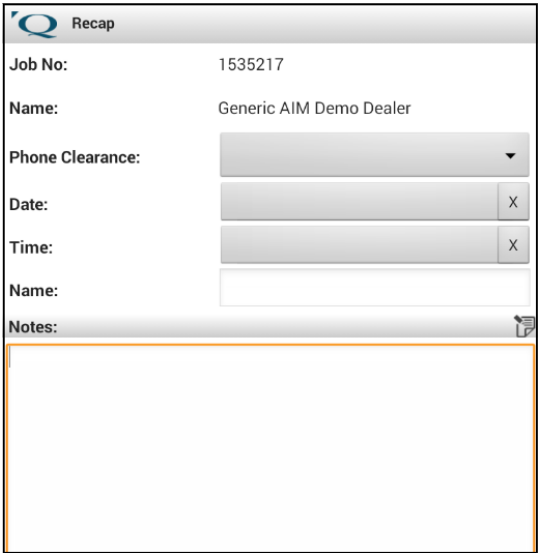 Q Recap
Job No: 1535217
Name: Generic AIM Demo Dealer
Phone Clearance:
Date: X
Time: X
Name:
Notes: